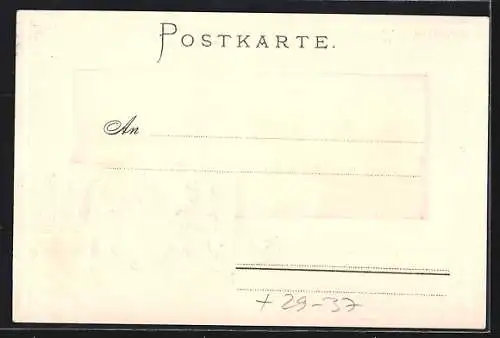 POSTKARTE.
An
+ 29-37